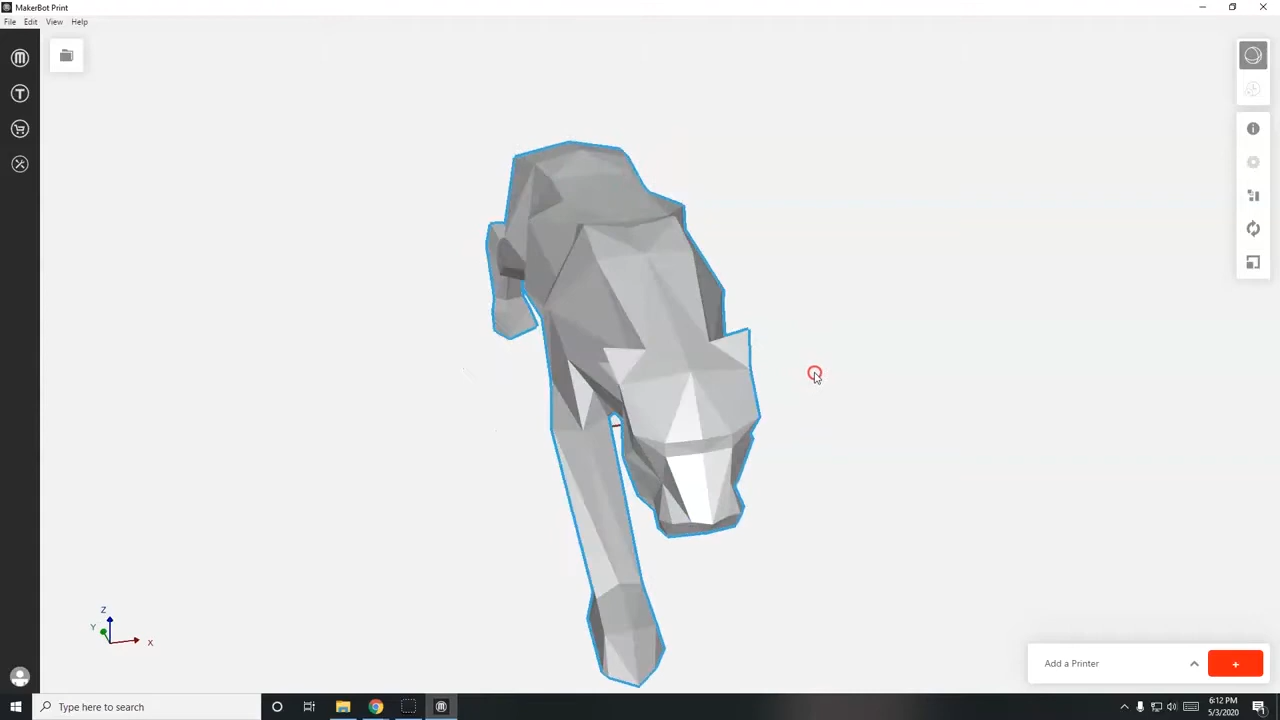 MakerBot Print
File Edit View Help
Z
Y
X
Add a Printer
+
Type here to search
6:12 PM
5/3/2020